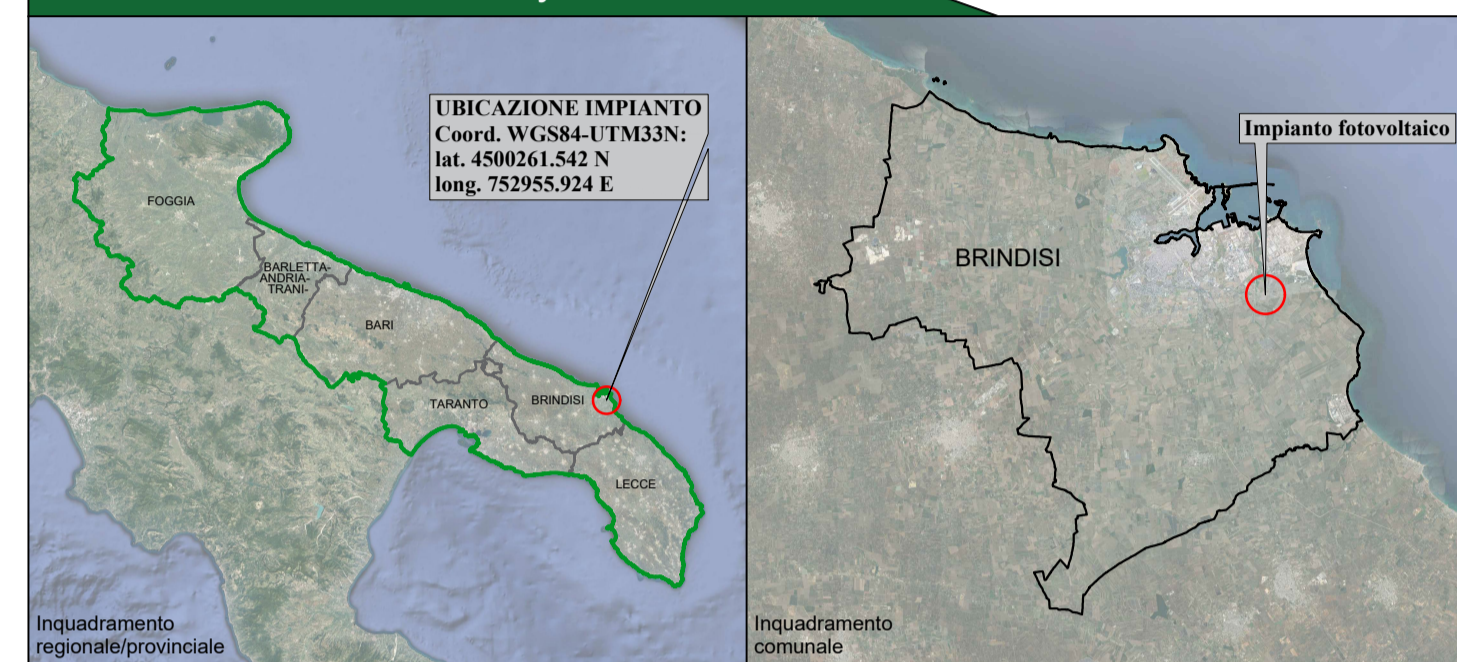 UBICAZIONE IMPIANTO
Coord. WGS84-UTM33N:
lat. 4500261.542 N
long. 752955.924 E
FOGGIA
BARLETTA-
ANDRIA-
TRANI-
BARI
TARANTO
BRINDISI
LECCE
Inquadramento
regionale/provinciale
Impianto fotovoltaico
BRINDISI
Inquadramento
comunale